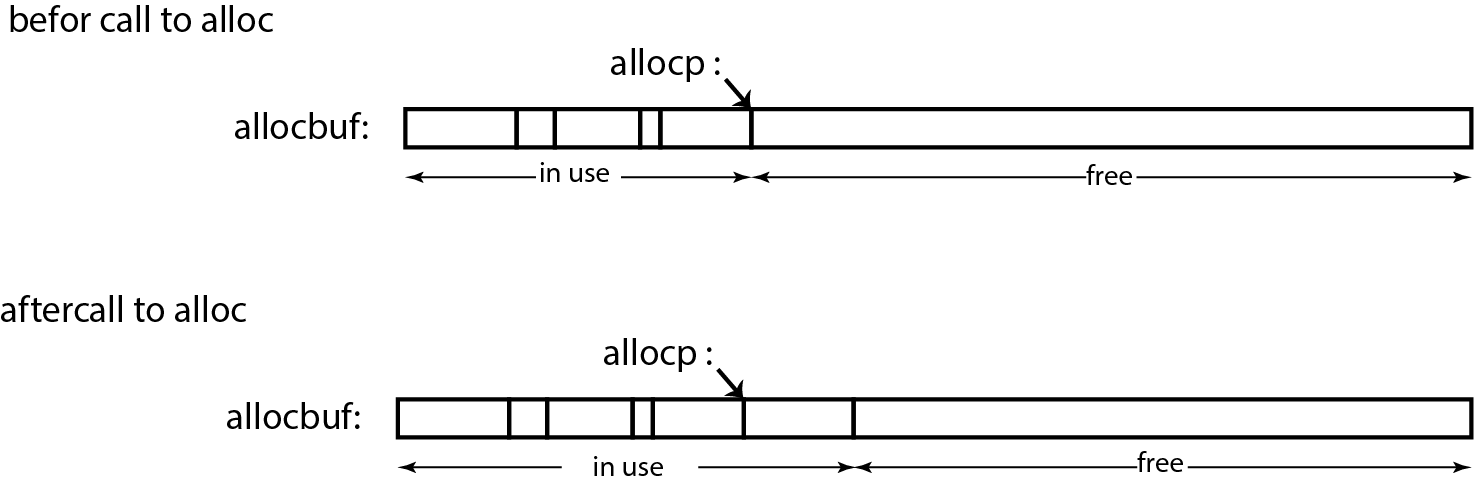 befor call to alloc
allocp :
allocbuf:
in use
free
aftercall to alloc
allocp :
allocbuf:
in use
free